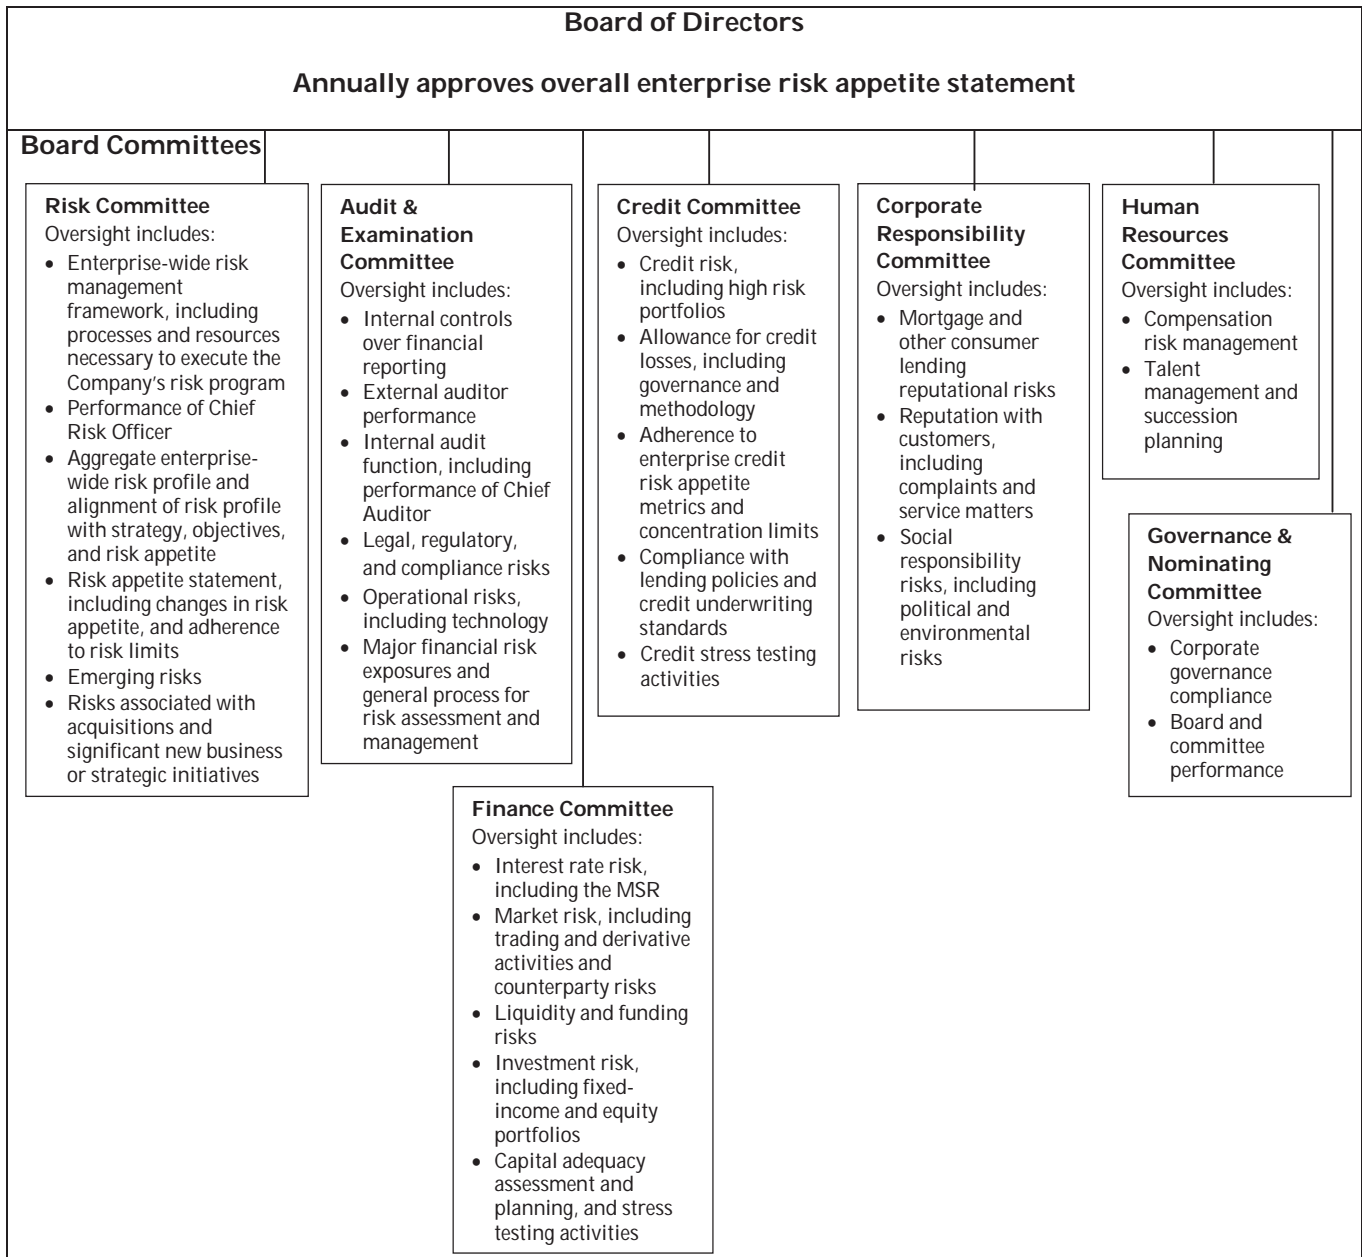 Board of Directors
Annually approves overall enterprise risk appetite statement
Board Committees
Risk Committee
Oversight includes:
• Enterprise-wide risk
management
framework, including
processes and resources
necessary to execute the
Company's risk program
• Performance of Chief
Risk Officer
• Aggregate enterprise-
wide risk profile and
alignment of risk profile
with strategy, objectives,
and risk appetite
• Risk appetite statement,
including changes in risk
appetite, and adherence
to risk limits
• Emerging risks
• Risks associated with
acquisitions and
significant new business
or strategic initiatives
Audit &
Examination
Committee
Oversight includes:
• Internal controls
over financial
reporting
• External auditor
performance
• Internal audit
function, including
performance of Chief
Auditor
• Legal, regulatory,
and compliance risks
• Operational risks,
including technology
• Major financial risk
exposures and
general process for
risk assessment and
management
Finance Committee
Oversight includes:
• Interest rate risk,
including the MSR
• Market risk, including
trading and derivative
activities and
counterparty risks
• Liquidity and funding
risks
• Investment risk,
including fixed-
income and equity
portfolios
• Capital adequacy
assessment and
planning, and stress
testing activities
Credit Committee
Oversight includes:
• Credit risk,
including high risk
portfolios
• Allowance for credit
losses, including
governance and
methodology
• Adherence to
enterprise credit
risk appetite
metrics and
concentration limits
• Compliance with
lending policies and
credit underwriting
standards
• Credit stress testing
activities
Corporate
Responsibility
Committee
Oversight includes:
• Mortgage and
other consumer
lending
reputational risks
• Reputation with
customers,
including
complaints and
service matters
• Social
responsibility
risks, including
political and
environmental
risks
Human
Resources
Committee
Oversight includes:
• Compensation
risk management
• Talent
management and
succession
planning
Governance &
Nominating
Committee
Oversight includes:
• Corporate
governance
compliance
• Board and
committee
performance